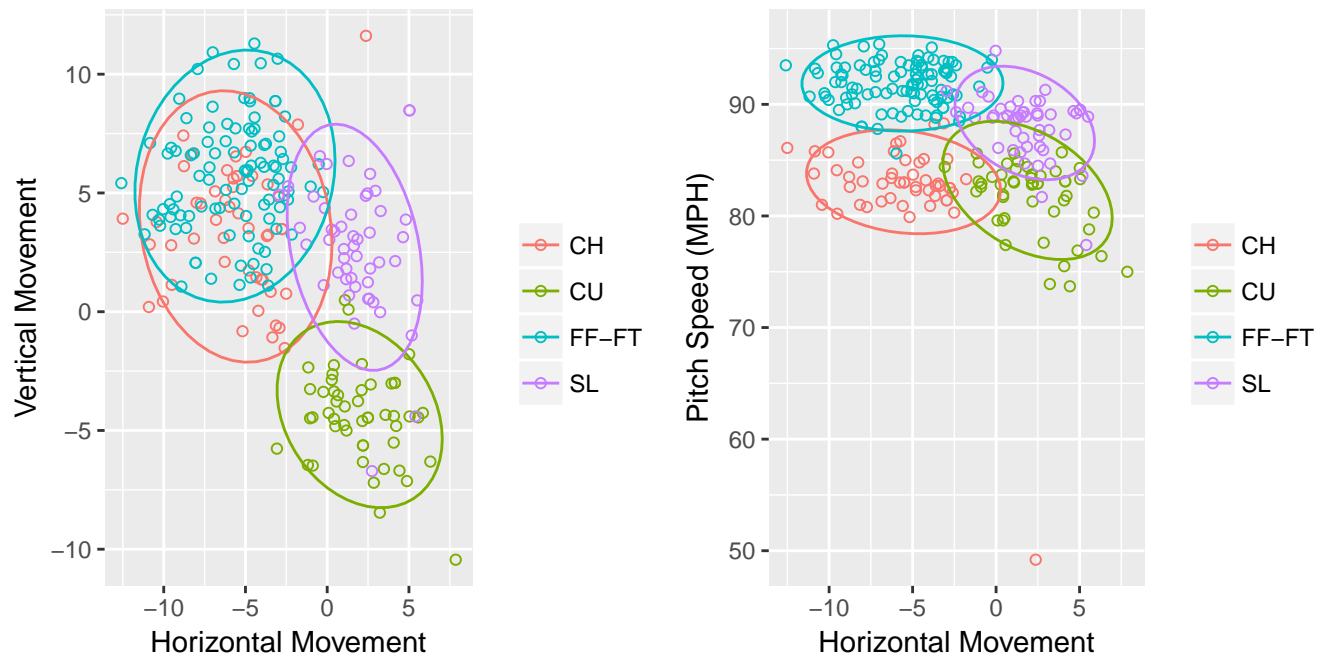 Vertical Movement
10
5
0
−5
−10
−10 −5 0 5
Horizontal Movement
CH
CU
FF−FT
SL
Pitch Speed (MPH)
90
80
70
60
50
−10 −5 0 5
Horizontal Movement
CH
CU
FF−FT
SL